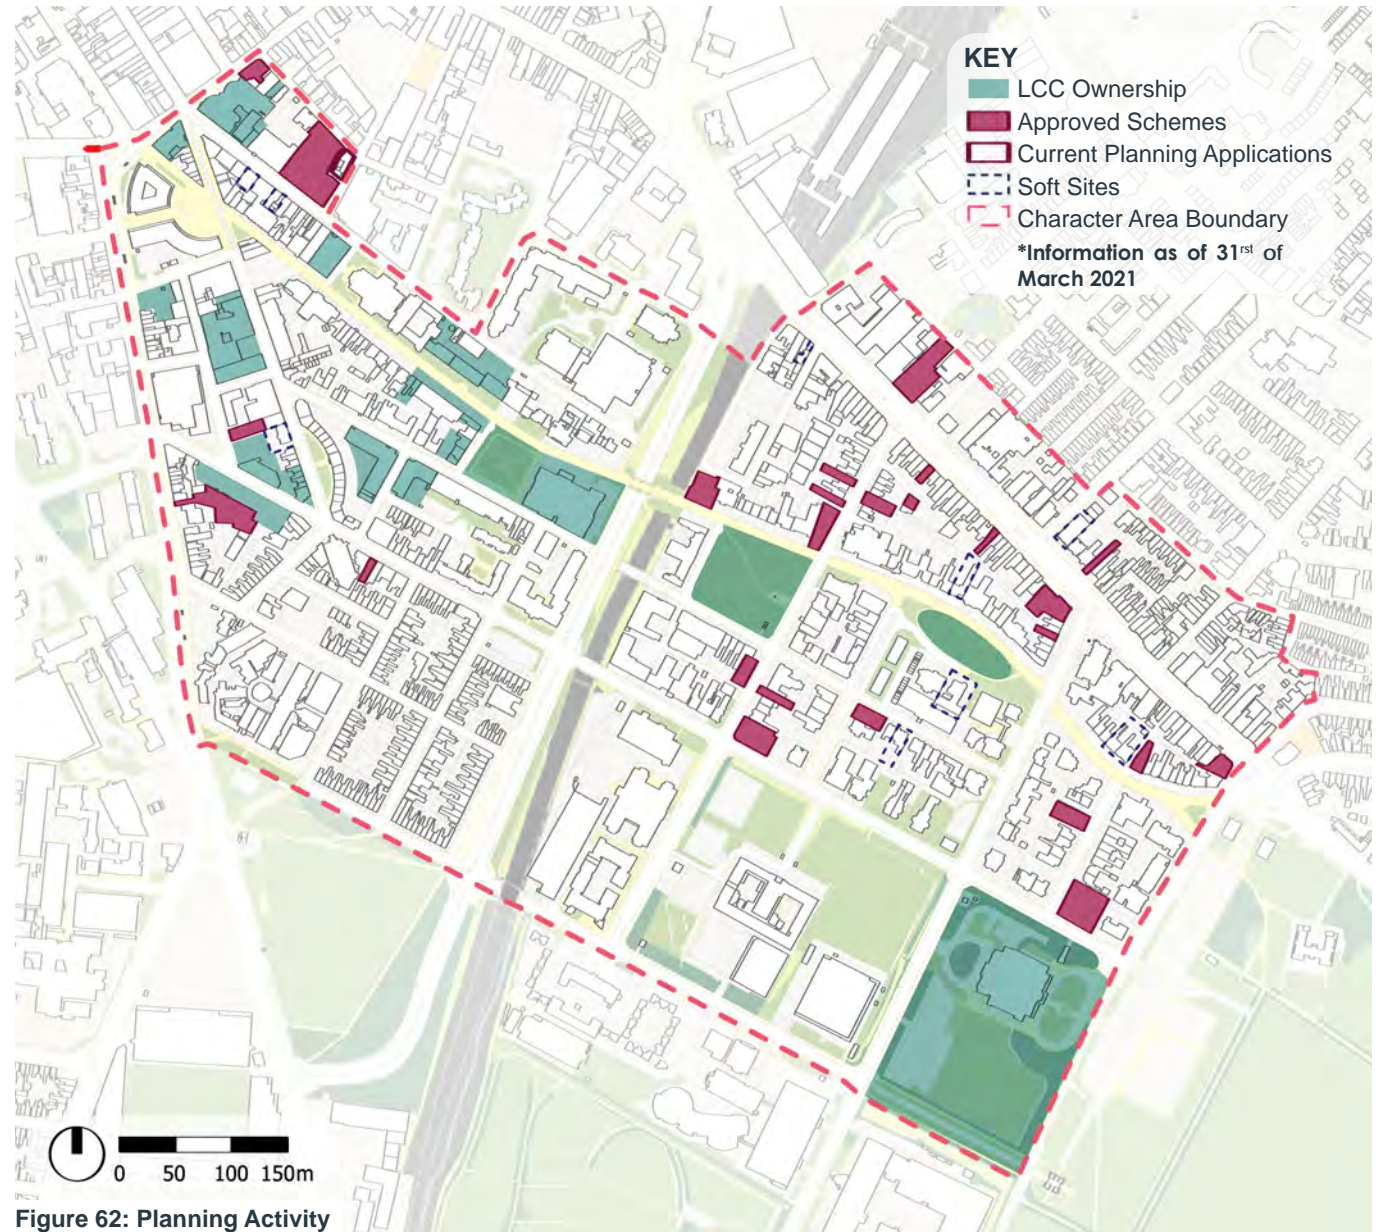 KEY
LCC Ownership
Approved Schemes
Current Planning Applications
Soft Sites
Character Area Boundary
*Information as of 31rst of
March 2021
0 50 100 150m
Figure 62: Planning Activity